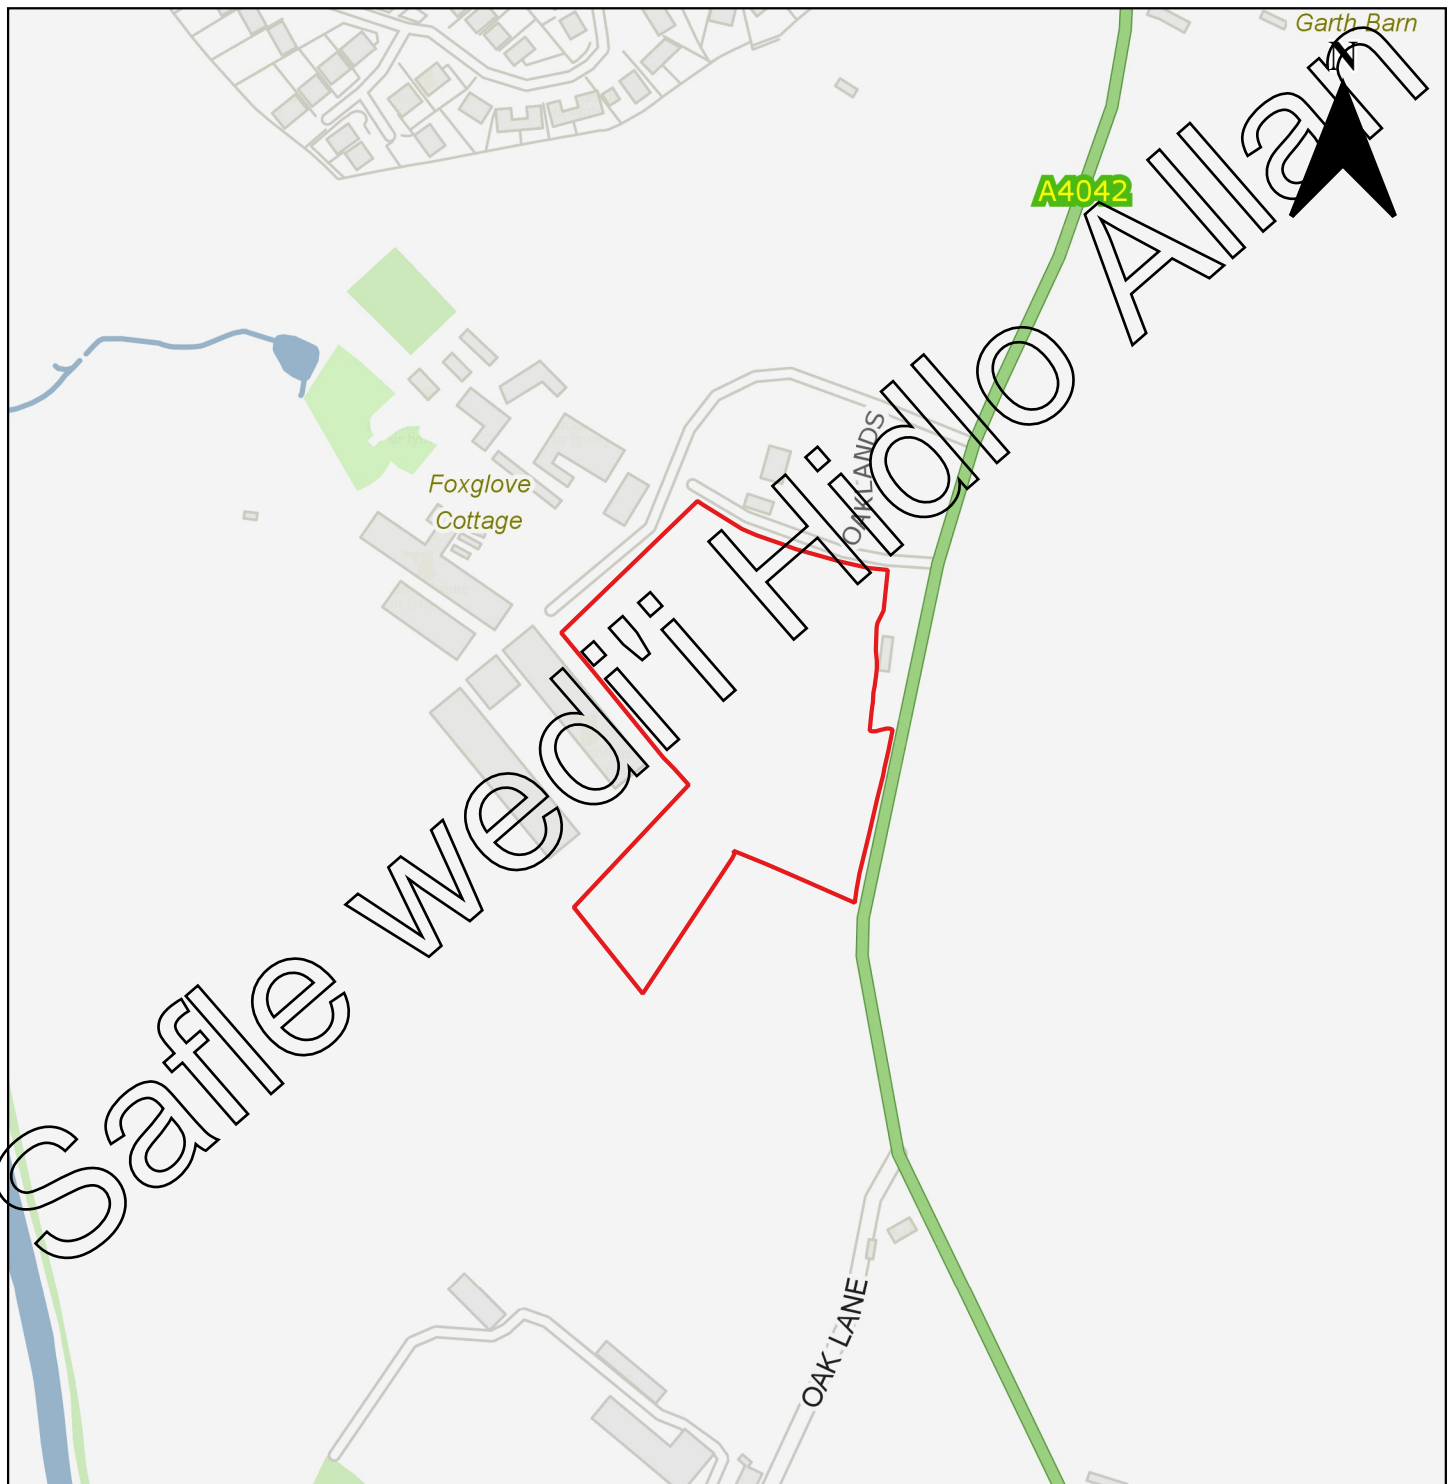 Garth Barn
N
A4042
OAKLANDS
Foxglove
Cottage
Safle wedi'i Hidlo Allan
OAK LANE